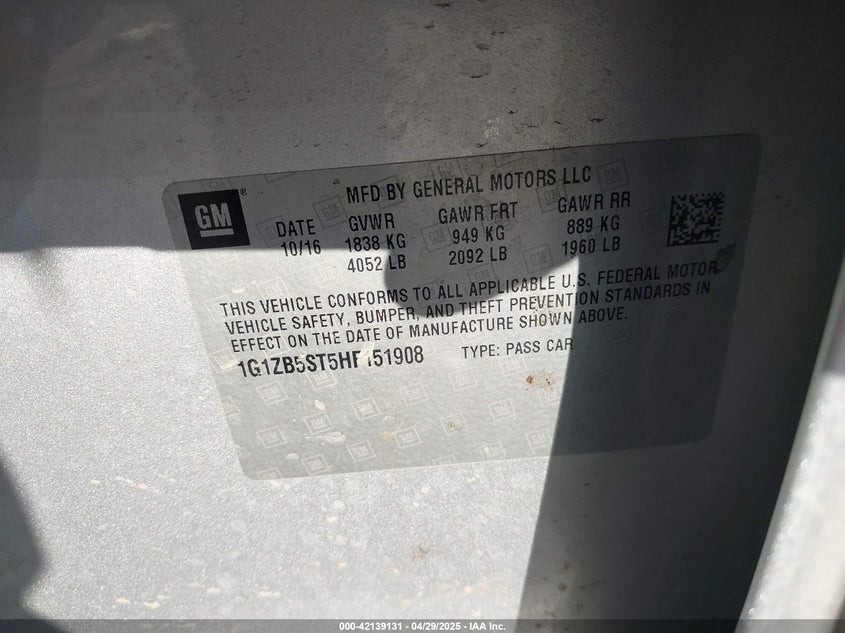 GM
®
MFD BY GENERAL MOTORS LLC
DATE GVWR GAWR FRT GAWR RR
10/16 1838 KG 949 KG 889 KG
4052 LB 2092 LB 1960 LB
THIS VEHICLE CONFORMS TO ALL APPLICABLE U.S. FEDERAL MOTOR
VEHICLE SAFETY, BUMPER, AND THEFT PREVENTION STANDARDS IN
EFFECT ON THE DATE OF MANUFACTURE SHOWN ABOVE.
1G1ZB5ST5HF151908 TYPE: PASS CAR
000-42139131 - 04/29/2025 - IAA Inc.